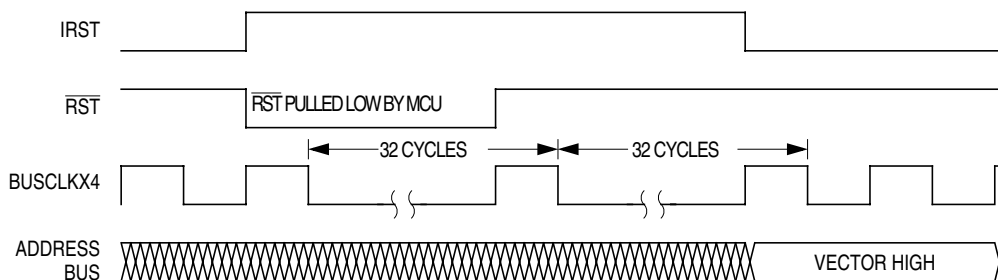 IRST
RST
RST PULLED LOW BY MCU
32 CYCLES 32 CYCLES
BUSCLKX4
ADDRESS
BUS
VECTOR HIGH